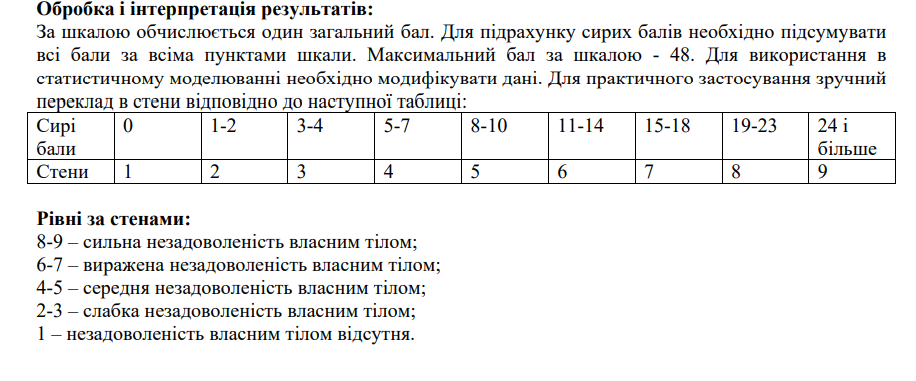 Обробка і інтерпретація результатів:
За шкалою обчислюється один загальний бал. Для підрахунку сирих балів необхідно підсумувати
всі бали за всіма пунктами шкали. Максимальний бал за шкалою - 48. Для використання в
статистичному моделюванні необхідно модифікувати дані. Для практичного застосування зручний
переклад в стени відповідно до наступної таблиці:
Сирі бали 0 1-2 3-4 5-7 8-10 11-14 15-18 19-23 24 і більше
Стени 1 2 3 4 5 6 7 8 9
Рівні за стенами:
8-9 – сильна незадоволеність власним тілом;
6-7 – виражена незадоволеність власним тілом;
4-5 – середня незадоволеність власним тілом;
2-3 – слабка незадоволеність власним тілом;
1 – незадоволеність власним тілом відсутня.